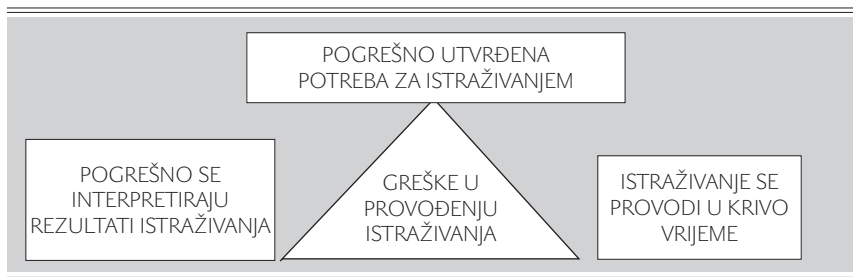 POGREŠNO UTVRĐENA
POTREBA ZA ISTRAŽIVANJEM
POGREŠNO SE
INTERPRETIRAJU
REZULTATI ISTRAŽIVANJA
GREŠKE U
PROVOĐENJU
ISTRAŽIVANJA
ISTRAŽIVANJE SE
PROVODI U KRIVO
VRIJEME